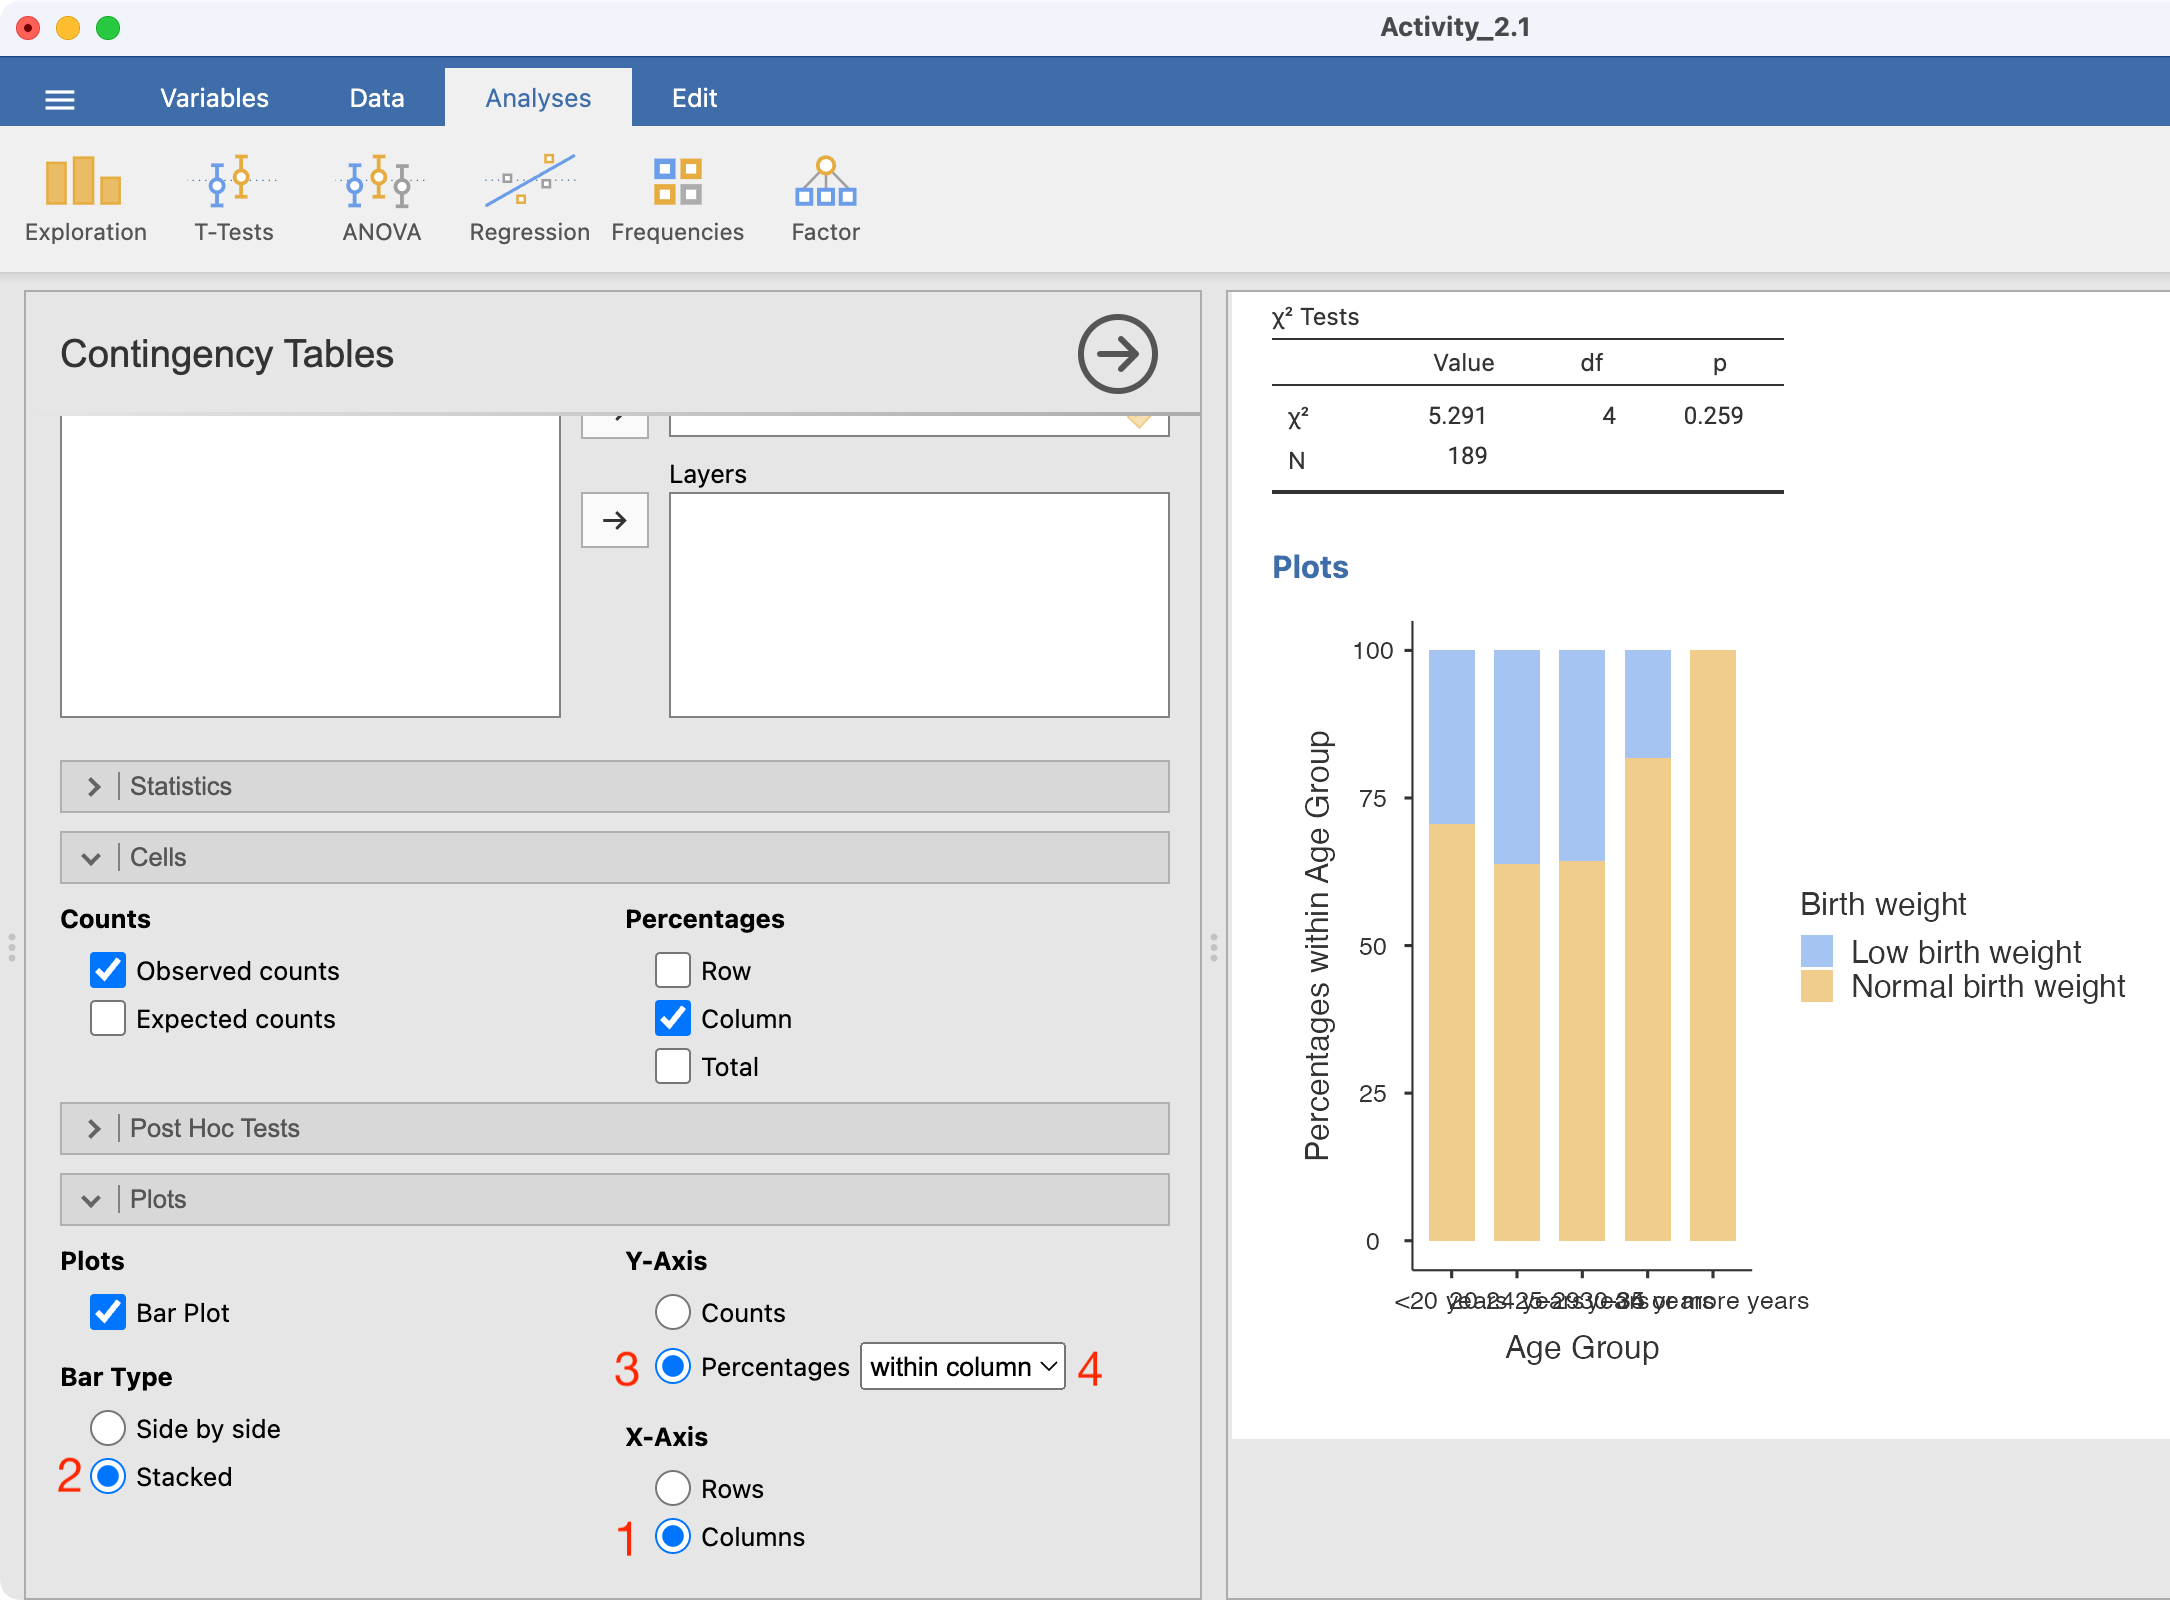 Activity_2.1
Variables Data Analyses Edit
Exploration T-Tests ANOVA Regression Frequencies Factor
Contingency Tables
Layers
Statistics
Cells
Counts
Observed counts
Expected counts
Percentages
Row
Column
Total
Post Hoc Tests
Plots
Plots
Bar Plot
Bar Type
Side by side
2 Stacked
Y-Axis
Counts
3 Percentages within column 4
X-Axis
Rows
1 Columns
χ² Tests
Value df p
χ² 5.291 4 0.259
N 189
Plots
100
75
50
25
0
Percentages within Age Group
<20 years 20-24 years 25-29 years 30-35 years 35 or more years
Age Group
Birth weight
Low birth weight
Normal birth weight